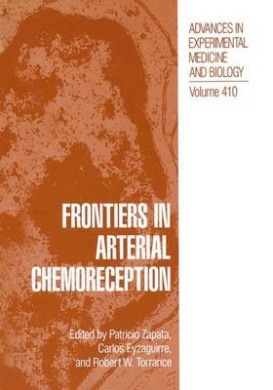 ADVANCES IN
EXPERIMENTAL
MEDICINE
AND BIOLOGY
Volume 410
FRONTIERS IN
ARTERIAL
CHEMORECEPTION
Edited by Patricio Zapata,
Carlos Eyzaguirre,
and Robert W. Torrance